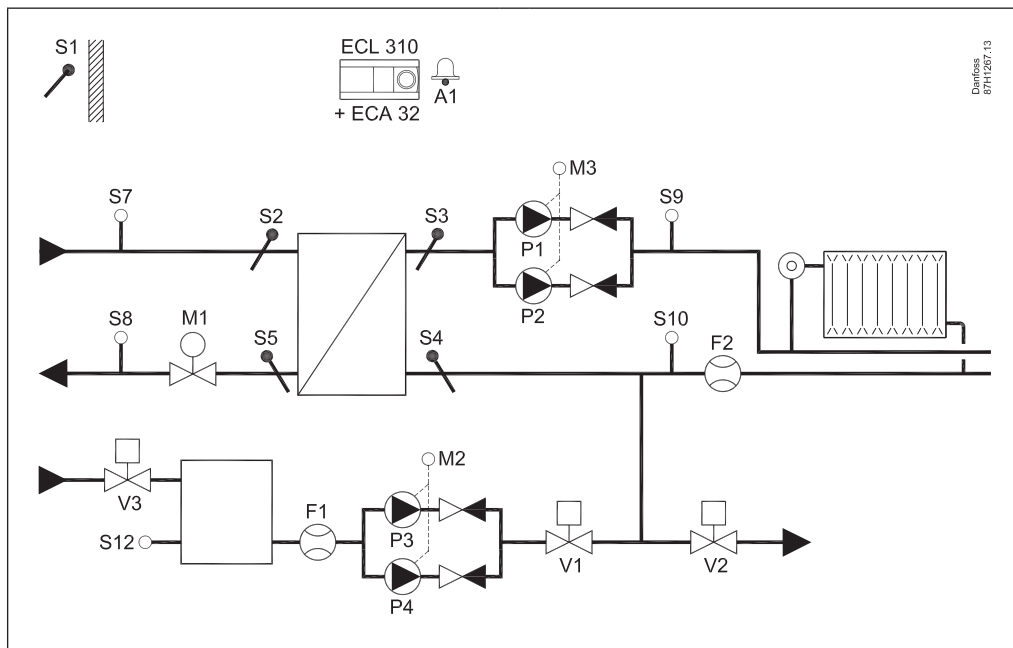 S1
ECL 310
A1
+ ECA 32
Danfoss
87H1267.13
M3
S7
S2
S3
S9
P1
P2
S8
M1
S5
S4
S10
F2
M2
V3
F1
P3
S12
V1
V2
P4